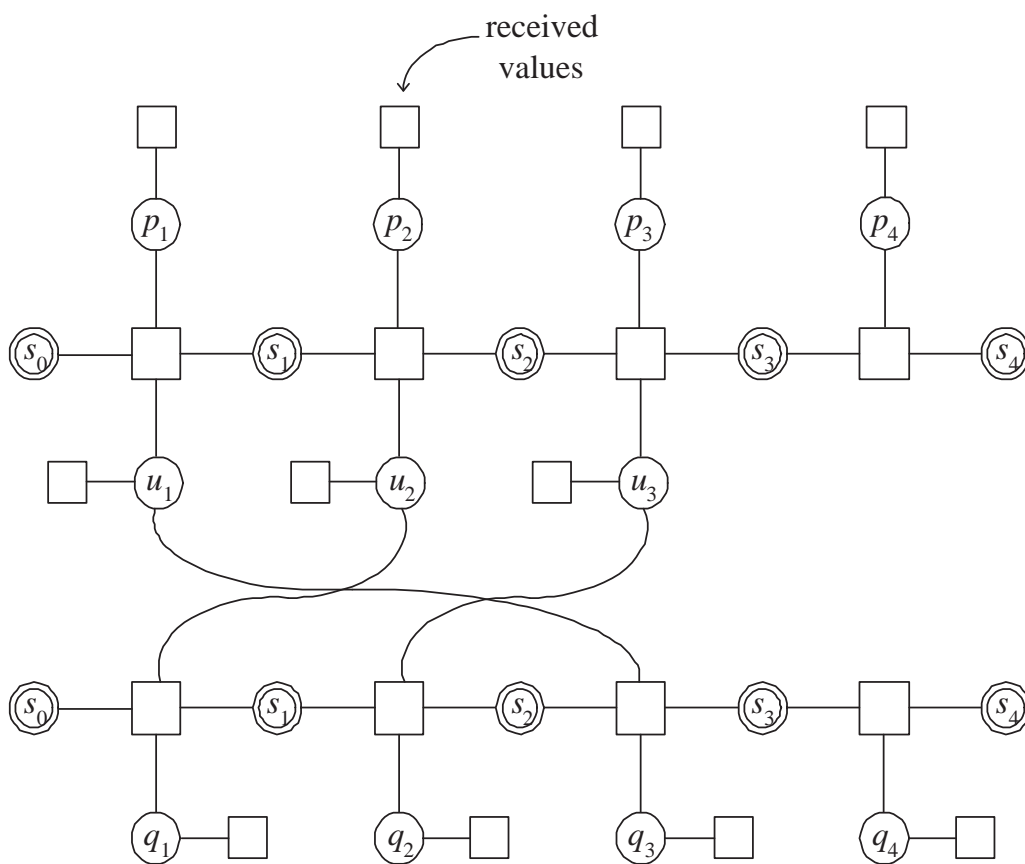 received
values
p₁ p₂ p₃ p₄
s₀ s₁ s₂ s₃ s₄
u₁ u₂ u₃
s₀ s₁ s₂ s₃ s₄
q₁ q₂ q₃ q₄